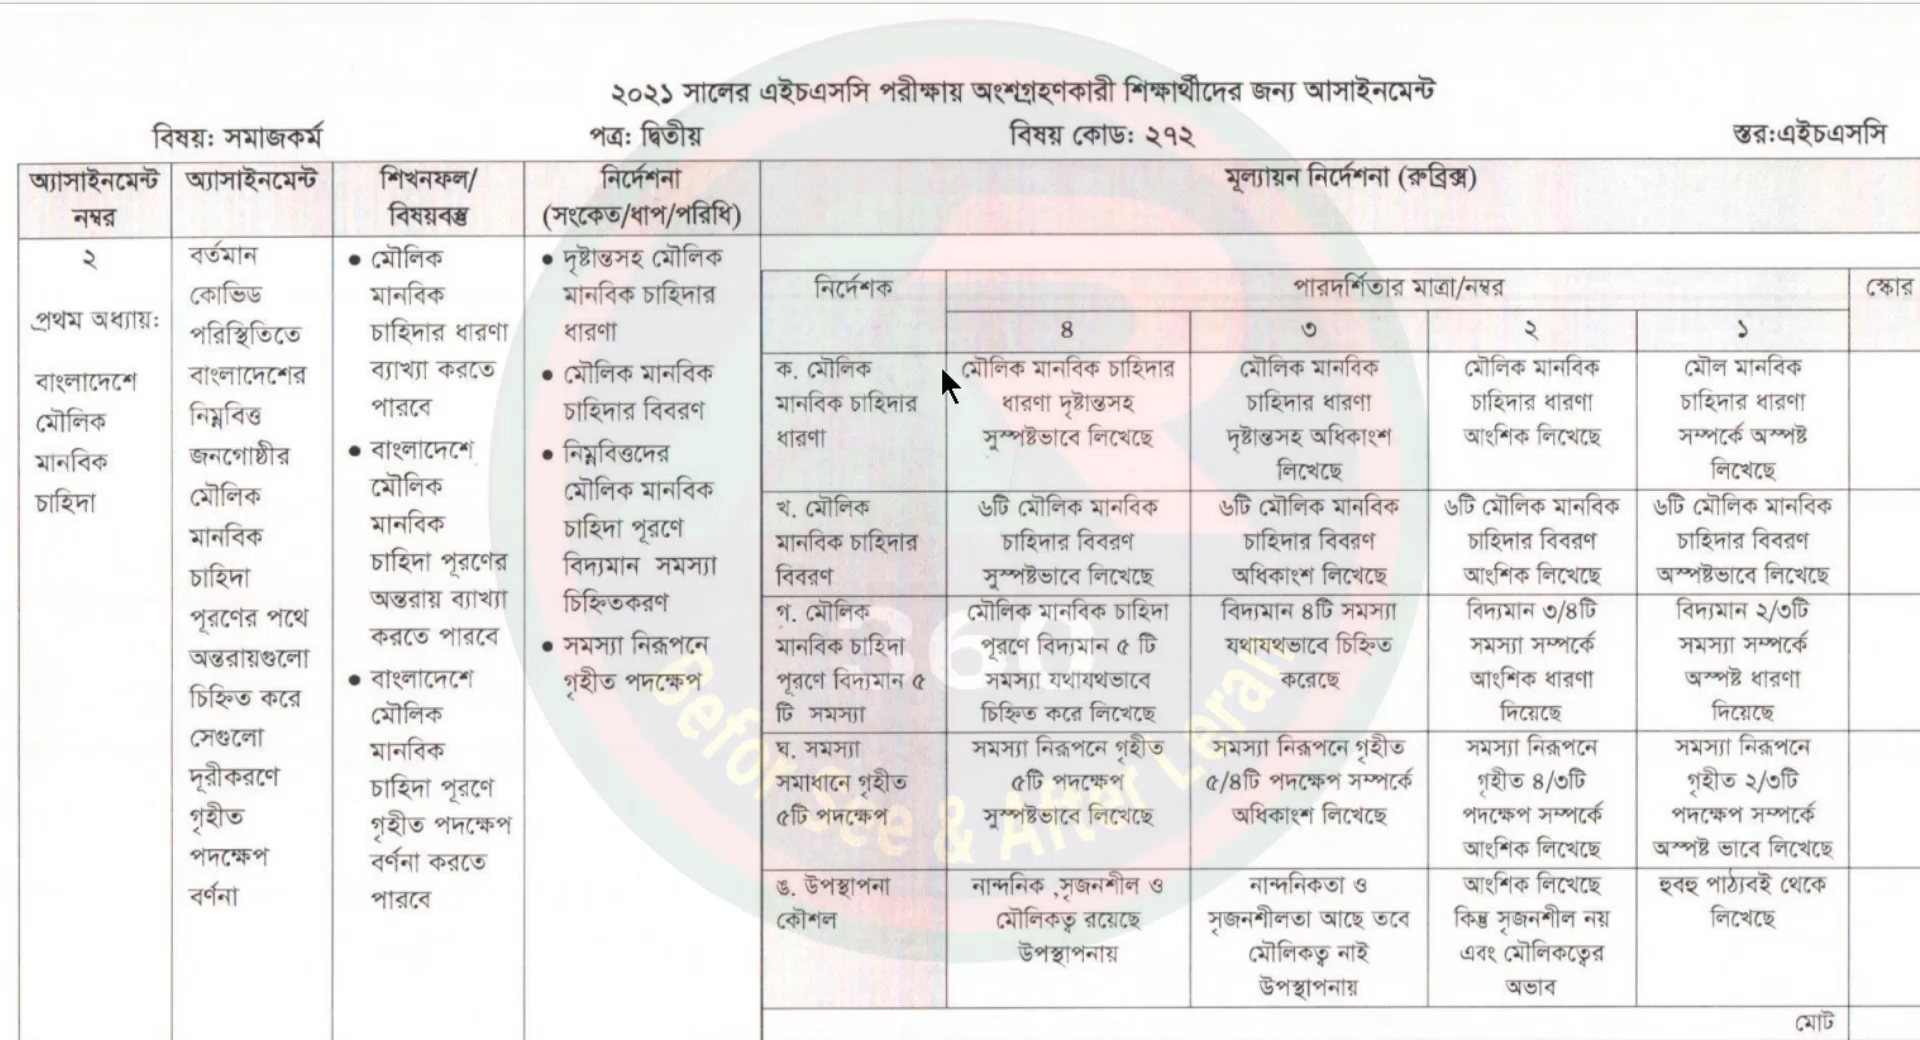 ২০২১ সালের এইচএসসি পরীক্ষায় অংশগ্রহণকারী শিক্ষার্থীদের জন্য আসাইনমেন্ট
বিষয়: সমাজকর্ম
পত্র: দ্বিতীয়
বিষয় কোড: ২৭২
স্তর:এইচএসসি
অ্যাসাইনমেন্ট
নম্বর
অ্যাসাইনমেন্ট
শিখনফল/
বিষয়বস্তু
নির্দেশনা
(সংকেত/ধাপ/পরিধি)
মূল্যায়ন নির্দেশনা (রুব্রিক্স)
২
প্রথম অধ্যায়:
বাংলাদেশে
মৌলিক
মানবিক
চাহিদা
বর্তমান
কোভিড
পরিস্থিতিতে
বাংলাদেশের
নিম্নবিত্ত
জনগোষ্ঠীর
মৌলিক
মানবিক
চাহিদা
পূরণের পথে
অন্তরায়গুলো
চিহ্নিত করে
সেগুলো
দূরীকরণে
গৃহীত
পদক্ষেপ
বর্ণনা
• মৌলিক
মানবিক
চাহিদার ধারণা
ব্যাখ্যা করতে
পারবে
• বাংলাদেশে
মৌলিক
মানবিক
চাহিদা পূরণের
অন্তরায় ব্যাখ্যা
করতে পারবে
• বাংলাদেশে
মৌলিক
মানবিক
চাহিদা পূরণে
গৃহীত পদক্ষেপ
বর্ণনা করতে
পারবে
• দৃষ্টান্তসহ মৌলিক
মানবিক চাহিদার
ধারণা
• মৌলিক মানবিক
চাহিদার বিবরণ
• নিম্নবিত্তদের
মৌলিক মানবিক
চাহিদা পূরণে
বিদ্যমান সমস্যা
চিহ্নিতকরণ
• সমস্যা নিরূপনে
গৃহীত পদক্ষেপ
নির্দেশক
পারদর্শিতার মাত্রা/নম্বর
স্কোর
৪
৩
২
১
ক. মৌলিক
মানবিক চাহিদার
ধারণা
মৌলিক মানবিক চাহিদার
ধারণা দৃষ্টান্তসহ
সুস্পষ্টভাবে লিখেছে
মৌলিক মানবিক
চাহিদার ধারণা
দৃষ্টান্তসহ অধিকাংশ
লিখেছে
মৌলিক মানবিক
চাহিদার ধারণা
আংশিক লিখেছে
মৌল মানবিক
চাহিদার ধারণা
সম্পর্কে অস্পষ্ট
লিখেছে
খ. মৌলিক
মানবিক চাহিদার
বিবরণ
৬টি মৌলিক মানবিক
চাহিদার বিবরণ
সুস্পষ্টভাবে লিখেছে
৬টি মৌলিক মানবিক
চাহিদার বিবরণ
অধিকাংশ লিখেছে
৬টি মৌলিক মানবিক
চাহিদার বিবরণ
আংশিক লিখেছে
৬টি মৌলিক মানবিক
চাহিদার বিবরণ
অস্পষ্টভাবে লিখেছে
গ. মৌলিক
মানবিক চাহিদা
পূরণে বিদ্যমান ৫
টি সমস্যা
মৌলিক মানবিক চাহিদা
পূরণে বিদ্যমান ৫ টি
সমস্যা যথাযথভাবে
চিহ্নিত করে লিখেছে
বিদ্যমান ৪টি সমস্যা
যথাযথভাবে চিহ্নিত
করেছে
বিদ্যমান ৩/৪টি
সমস্যা সম্পর্কে
আংশিক ধারণা
দিয়েছে
বিদ্যমান ২/৩টি
সমস্যা সম্পর্কে
অস্পষ্ট ধারণা
দিয়েছে
ঘ. সমস্যা
সমাধানে গৃহীত
৫টি পদক্ষেপ
সমস্যা নিরূপনে গৃহীত
৫টি পদক্ষেপ
সুস্পষ্টভাবে লিখেছে
সমস্যা নিরূপনে গৃহীত
৫/৪টি পদক্ষেপ সম্পর্কে
অধিকাংশ লিখেছে
সমস্যা নিরূপনে
গৃহীত ৪/৩টি
পদক্ষেপ সম্পর্কে
আংশিক লিখেছে
সমস্যা নিরূপনে
গৃহীত ২/৩টি
পদক্ষেপ সম্পর্কে
অস্পষ্ট ভাবে লিখেছে
ঙ. উপস্থাপনা
কৌশল
নান্দনিক ,সৃজনশীল ও
মৌলিকত্ব রয়েছে
উপস্থাপনায়
নান্দনিকতা ও
সৃজনশীলতা আছে তবে
মৌলিকত্ব নাই
উপস্থাপনায়
আংশিক লিখেছে
কিন্তু সৃজনশীল নয়
এবং মৌলিকত্বের
অভাব
হুবহু পাঠ্যবই থেকে
লিখেছে
মোট
360
Befor See & After Leran